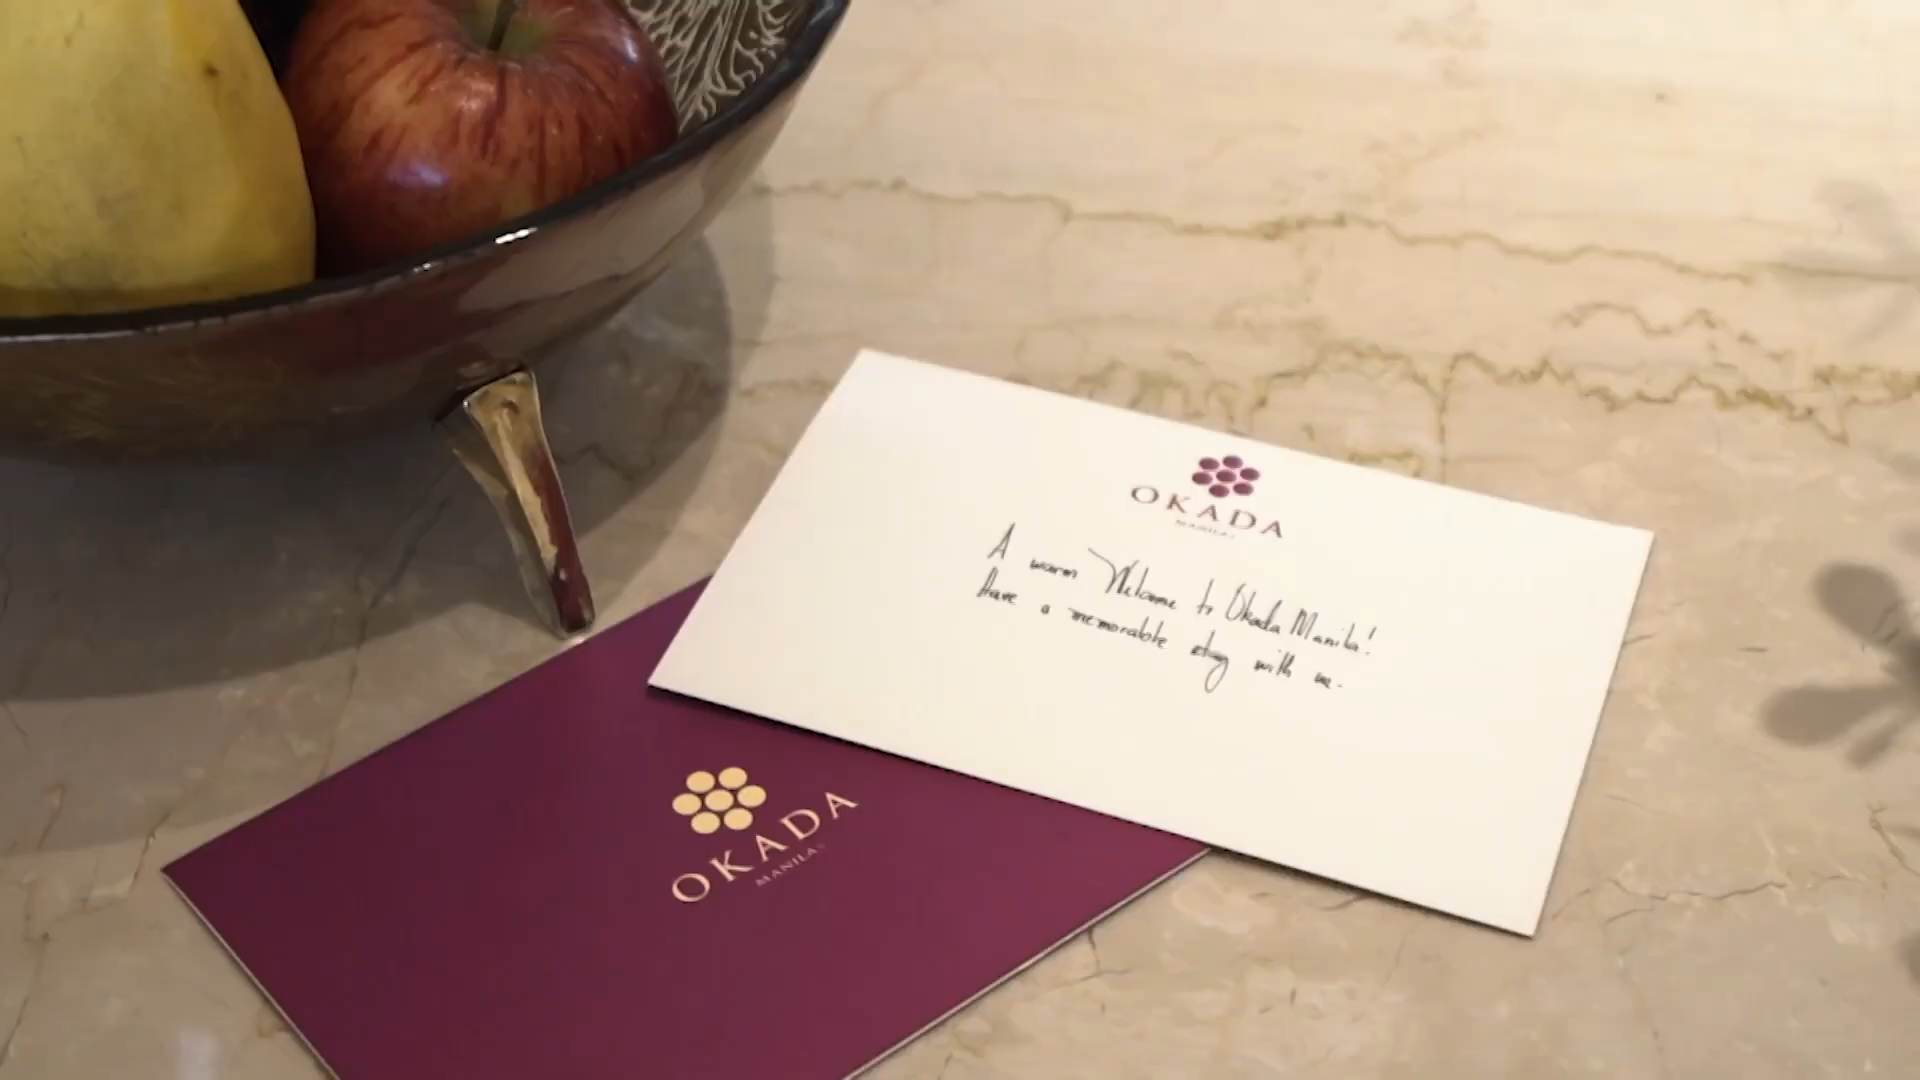 OKADA
MANILA
A warm Welcome to Okada Manila!
Have a memorable stay with us.
OKADA
MANILA